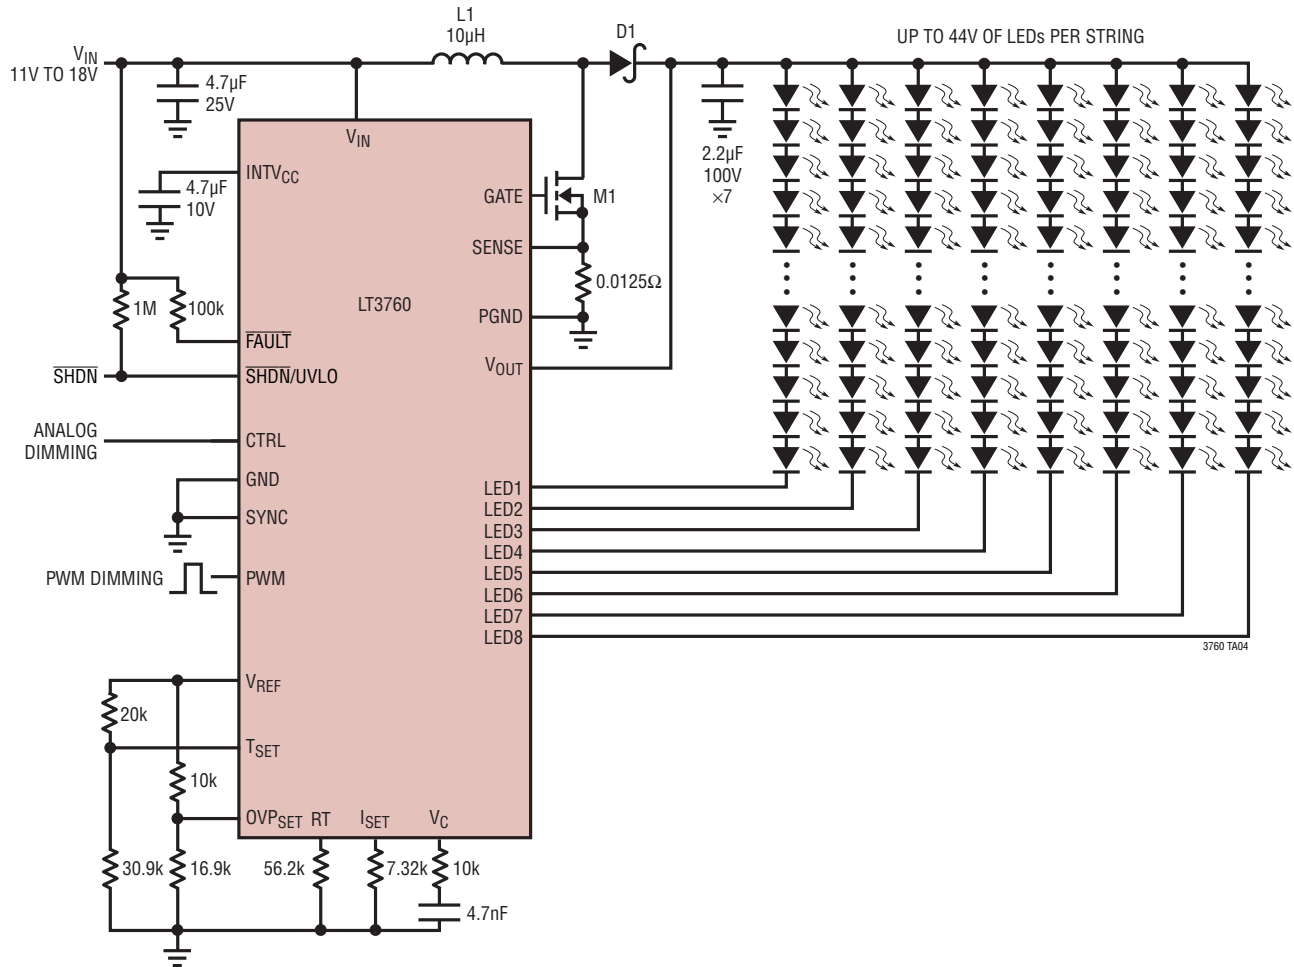 L1
10µH
D1
UP TO 44V OF LEDs PER STRING
VIN
11V TO 18V
4.7µF
25V
VIN
INTVCC
4.7µF
10V
2.2µF
100V
×7
GATE
M1
SENSE
0.0125Ω
1M
100k
LT3760
PGND
FAULT
VOUT
SHDN
SHDN/UVLO
ANALOG
DIMMING
CTRL
GND
SYNC
LED1
LED2
LED3
LED4
LED5
LED6
LED7
LED8
PWM DIMMING
PWM
3760 TA04
VREF
20k
TSET
10k
OVPSET
RT
ISET
VC
30.9k
16.9k
56.2k
7.32k
10k
4.7nF